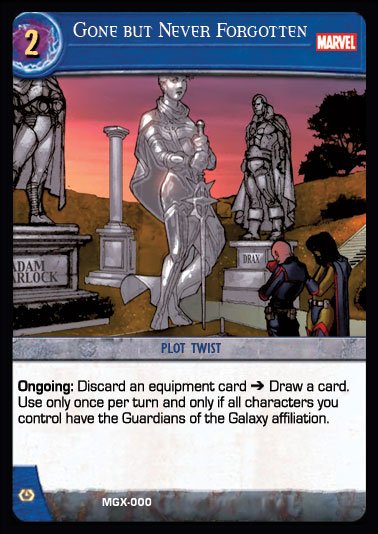 2
GONE BUT NEVER FORGOTTEN
MARVEL
ADAM
WARLOCK
DRAX
PLOT TWIST
Ongoing: Discard an equipment card ➔ Draw a card.
Use only once per turn and only if all characters you
control have the Guardians of the Galaxy affiliation.
MGX-000